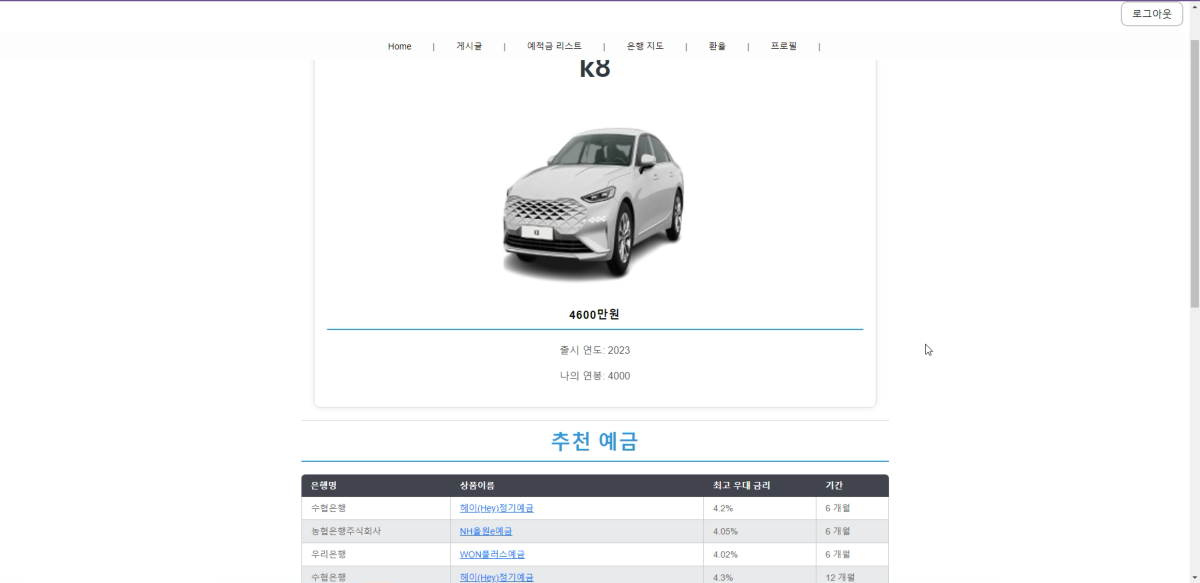 로그아웃
Home | 게시글 | 예적금 리스트 | 은행 지도 | 환율 | 프로필 |
k8
4600만원
출시 연도: 2023
나의 연봉: 4000
추천 예금
은행명 상품이름 최고 우대 금리 기간
수협은행 헤이(Hey)정기예금 4.2% 6 개월
농협은행주식회사 NH올원e예금 4.05% 6 개월
우리은행 WON플러스예금 4.02% 6 개월
수협은행 헤이(Hey)정기예금 4.3% 12 개월